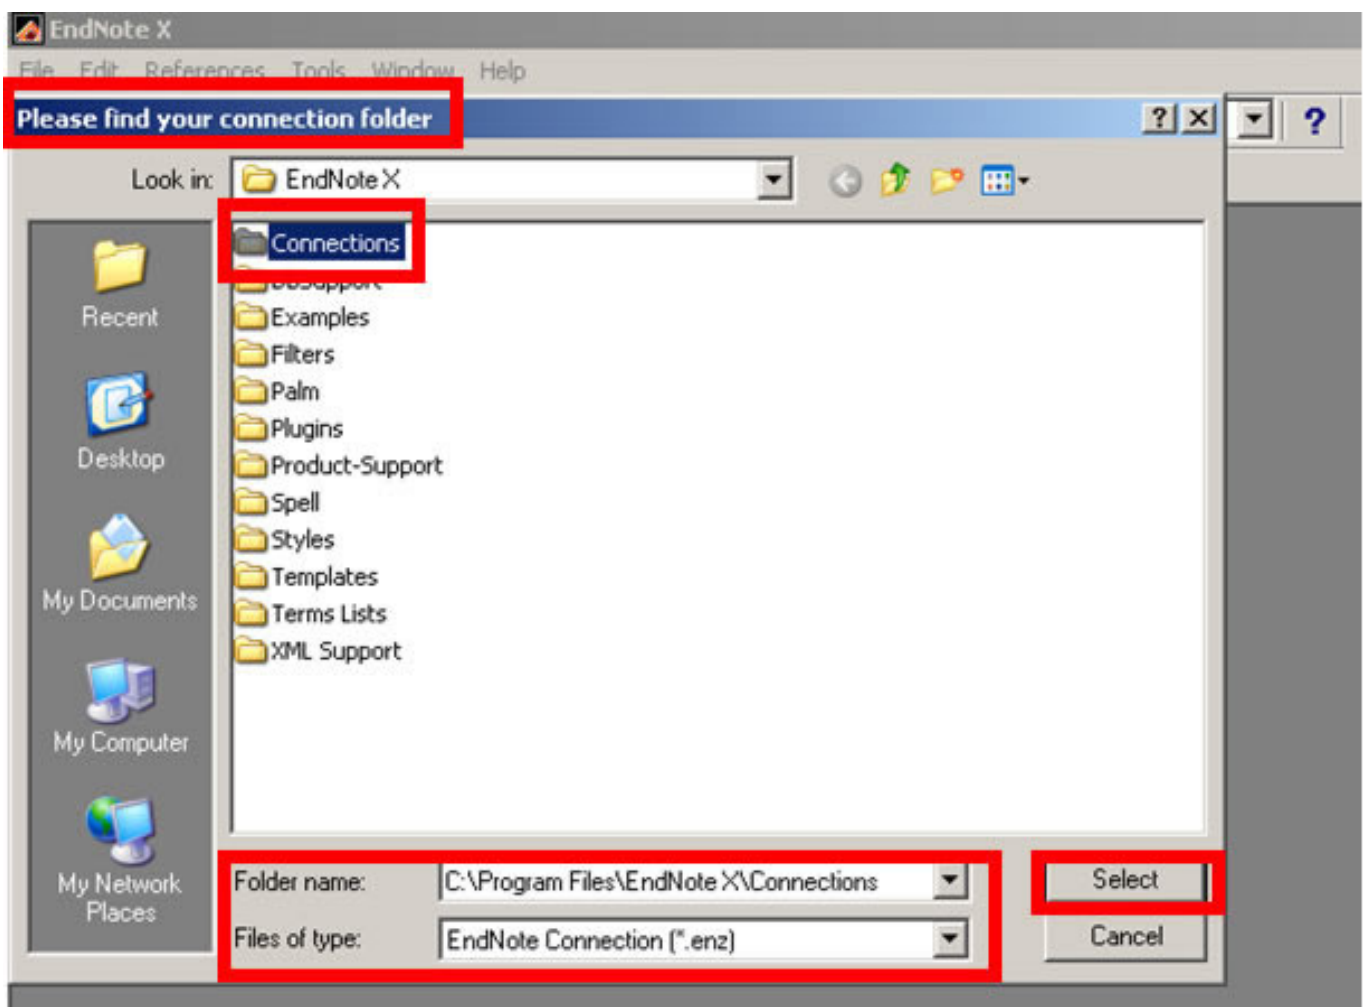 EndNote X
File Edit References Tools Window Help
Please find your connection folder
Look in: EndNote X
Connections
DbSupport
Examples
Filters
Palm
Plugins
Product-Support
Spell
Styles
Templates
Terms Lists
XML Support
Recent
Desktop
My Documents
My Computer
My Network
Places
Folder name: C:\Program Files\EndNote X\Connections
Select
Files of type: EndNote Connection (*.enz)
Cancel